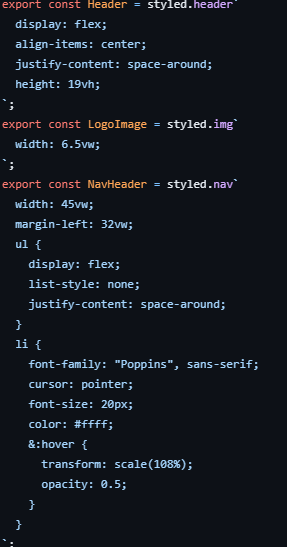 export const Header = styled.header`
  display: flex;
  align-items: center;
  justify-content: space-around;
  height: 19vh;
`;
export const LogoImage = styled.img`
  width: 6.5vw;
`;
export const NavHeader = styled.nav`
  width: 45vw;
  margin-left: 32vw;
  ul {
    display: flex;
    list-style: none;
    justify-content: space-around;
  }
  li {
    font-family: "Poppins", sans-serif;
    cursor: pointer;
    font-size: 20px;
    color: #ffff;
    &:hover {
      transform: scale(108%);
      opacity: 0.5;
    }
  }
`;